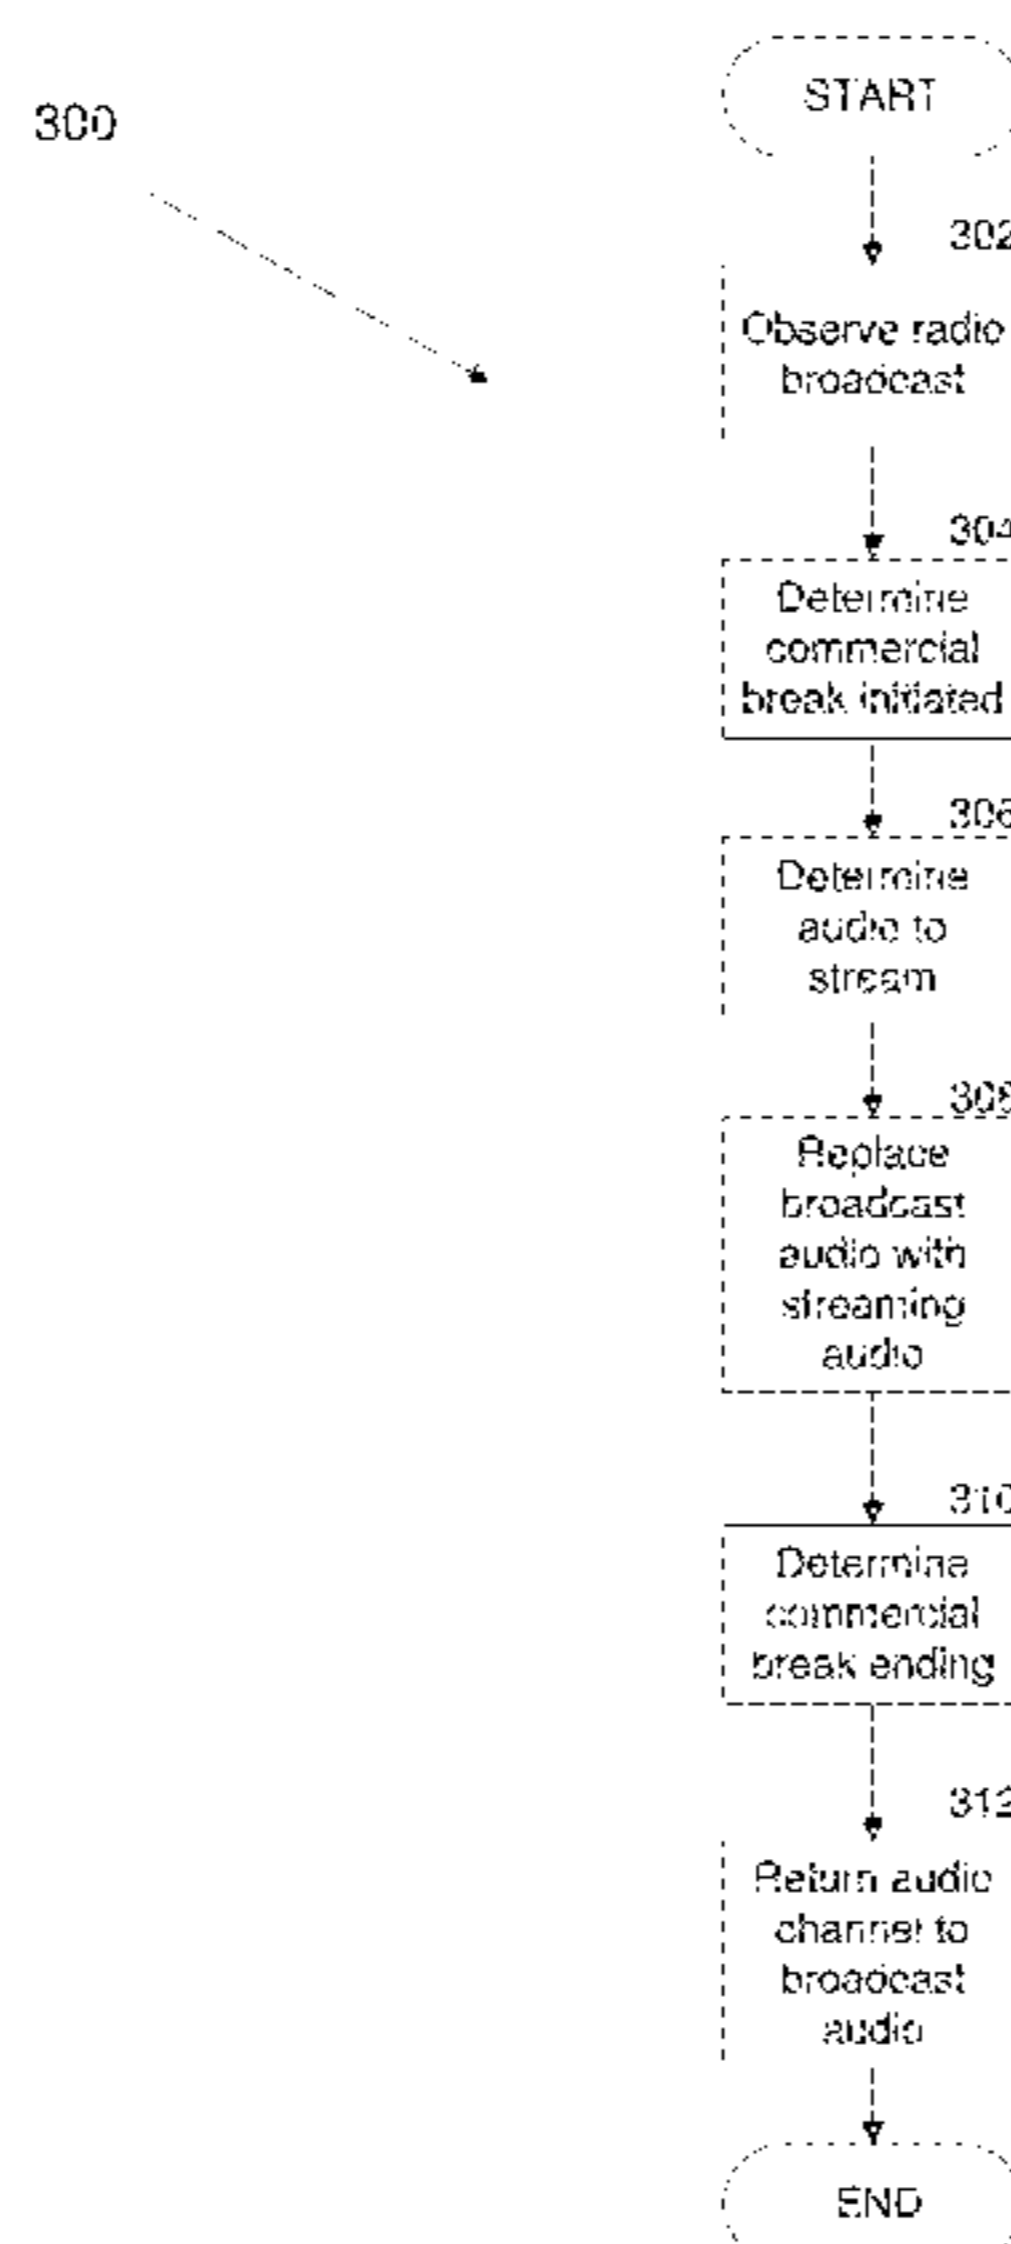 START
300
302
Observe radio
broadcast
304
Determine
commercial
break initiated
306
Determine
audio to
stream
308
Replace
broadcast
audio with
streaming
audio
310
Determine
commercial
break ending
312
Return audio
channel to
broadcast
audio
END